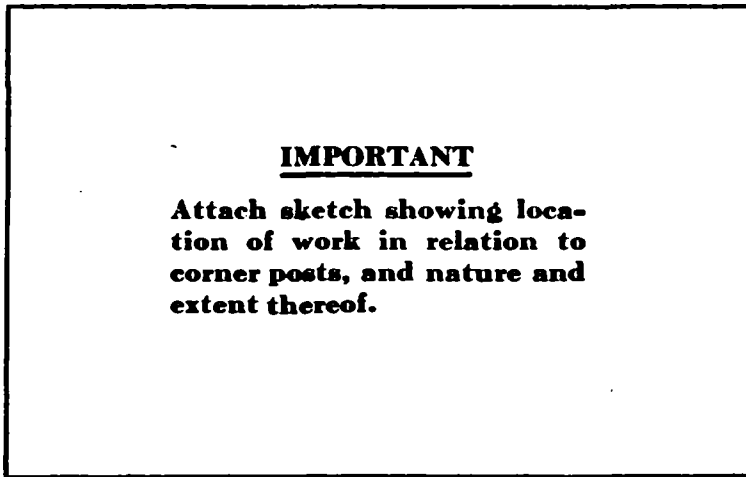 IMPORTANT
Attach sketch showing loca-
tion of work in relation to
corner posts, and nature and
extent thereof.